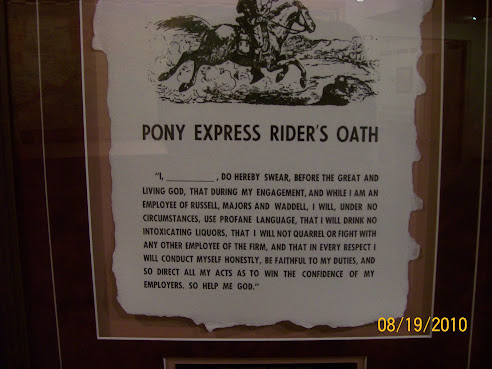 PONY EXPRESS RIDER'S OATH
"I, __________, DO HEREBY SWEAR, BEFORE THE GREAT AND
LIVING GOD, THAT DURING MY ENGAGEMENT, AND WHILE I AM AN
EMPLOYEE OF RUSSELL, MAJORS AND WADDELL, I WILL, UNDER NO
CIRCUMSTANCES, USE PROFANE LANGUAGE, THAT I WILL DRINK NO
INTOXICATING LIQUORS, THAT I WILL NOT QUARREL OR FIGHT WITH
ANY OTHER EMPLOYEE OF THE FIRM, AND THAT IN EVERY RESPECT I
WILL CONDUCT MYSELF HONESTLY, BE FAITHFUL TO MY DUTIES, AND
SO DIRECT ALL MY ACTS AS TO WIN THE CONFIDENCE OF MY
EMPLOYERS. SO HELP ME GOD."
08/19/2010